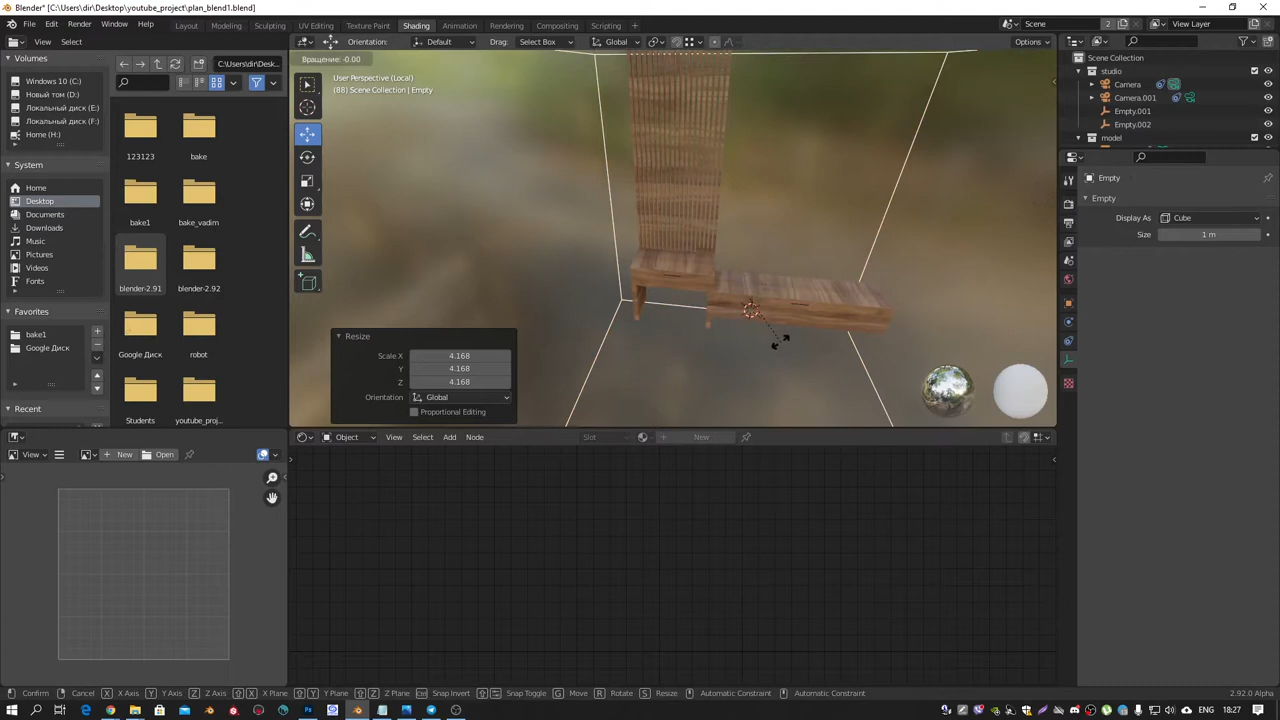 Blender* [C:\Users\dir\Desktop\youtube_project\plan_blend1.blend]
File Edit Render Window Help
Layout Modeling Sculpting UV Editing Texture Paint Shading Animation Rendering Compositing Scripting
Scene 2
View Layer
View Select
Orientation: Default Drag: Select Box Global Options
Вращение: -0.00
User Perspective (Local)
(88) Scene Collection | Empty
Volumes
Windows 10 (C:)
Новый том (D:)
Локальный диск (E:)
Локальный диск (F:)
Home (H:)
System
Home
Desktop
Documents
Downloads
Music
Pictures
Videos
Fonts
Favorites
bake1
Google Диск
Recent
C:\Users\dir\Desk...
123123
bake
bake1
bake_vadim
blender-2.91
blender-2.92
Google Диск
robot
Students
youtube_proj...
Resize
Scale X 4.168
Y 4.168
Z 4.168
Orientation Global
Proportional Editing
Scene Collection
studio
Camera
Camera.001
Empty.001
Empty.002
model
Empty
Empty
Display As Cube
Size 1 m
View New Open
Object View Select Add Node Slot New
Confirm Cancel X X Axis Y Y Axis Z Z Axis X X Plane Y Y Plane Z Z Plane Ctrl Snap Invert Snap Toggle G Move R Rotate S Resize Automatic Constraint Automatic Constraint 2.92.0 Alpha
18:27